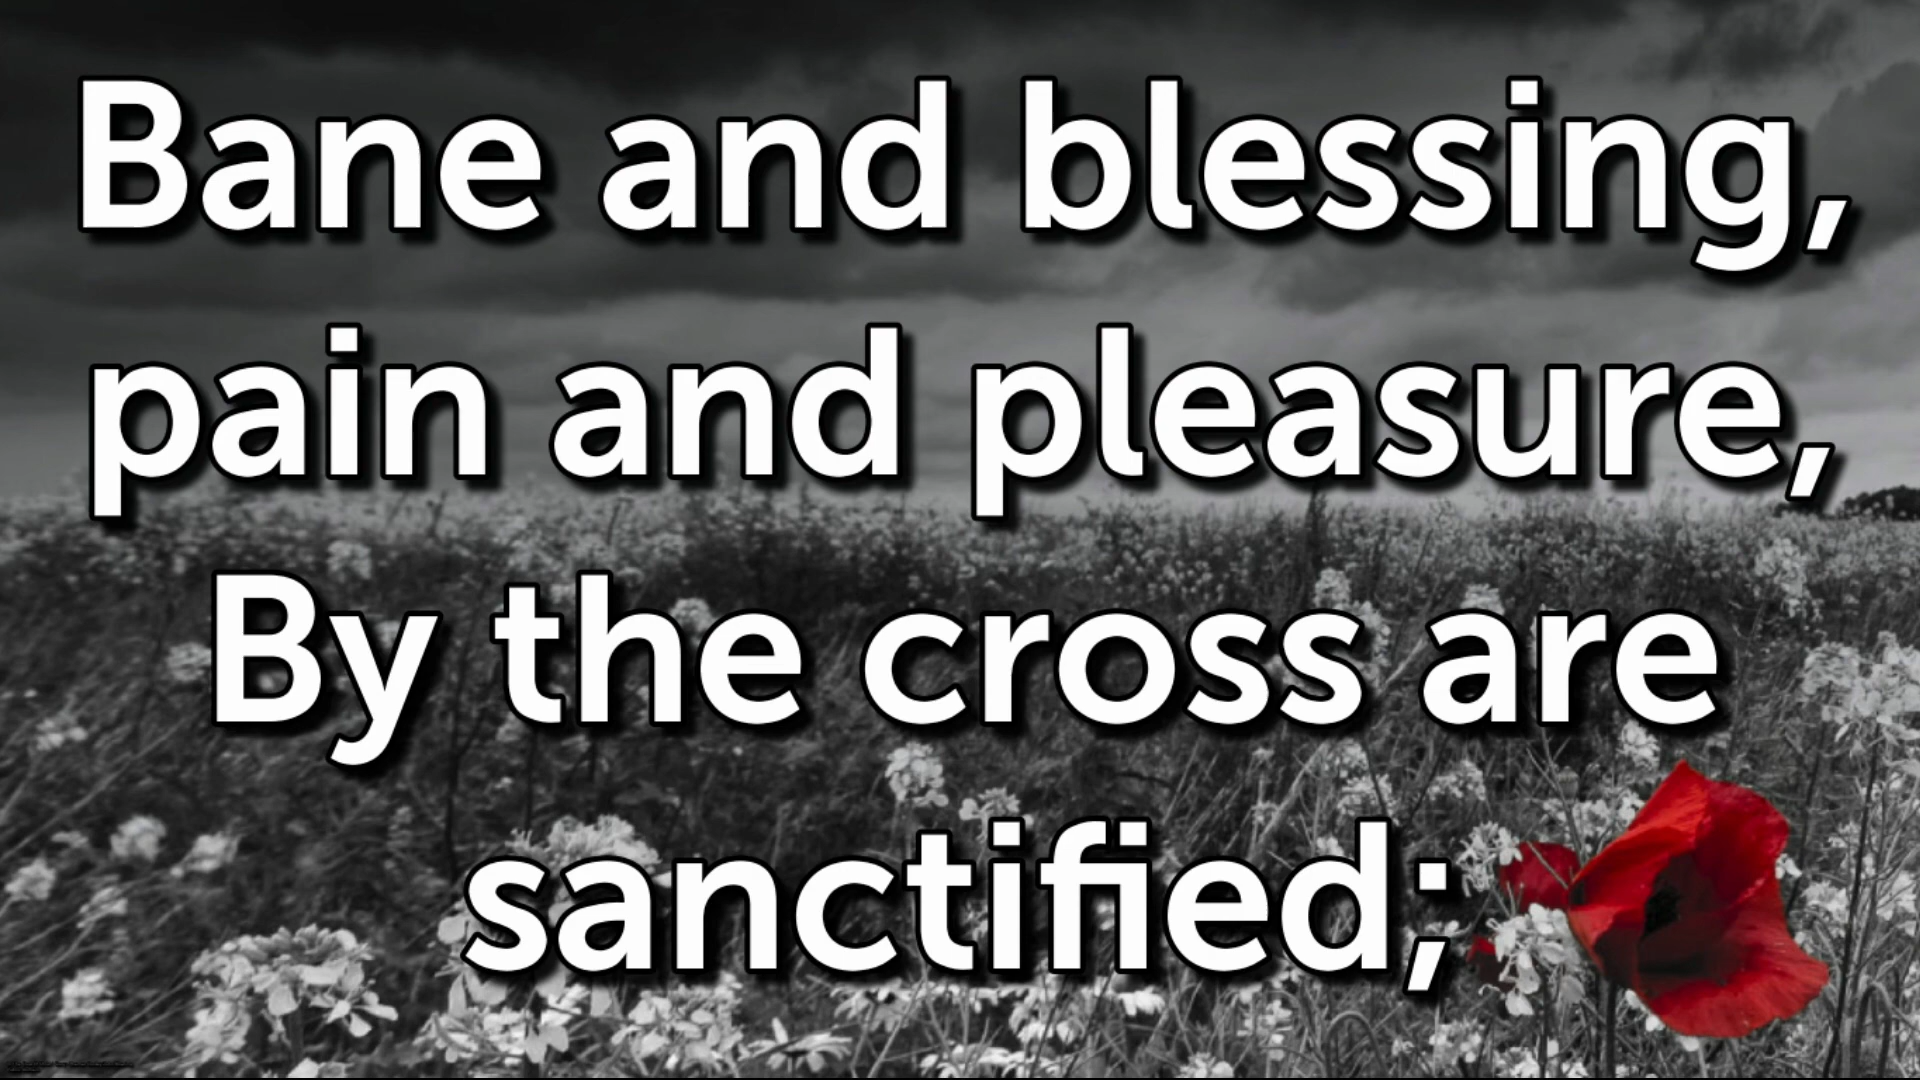 Bane and blessing,
pain and pleasure,
By the cross are
sanctified;